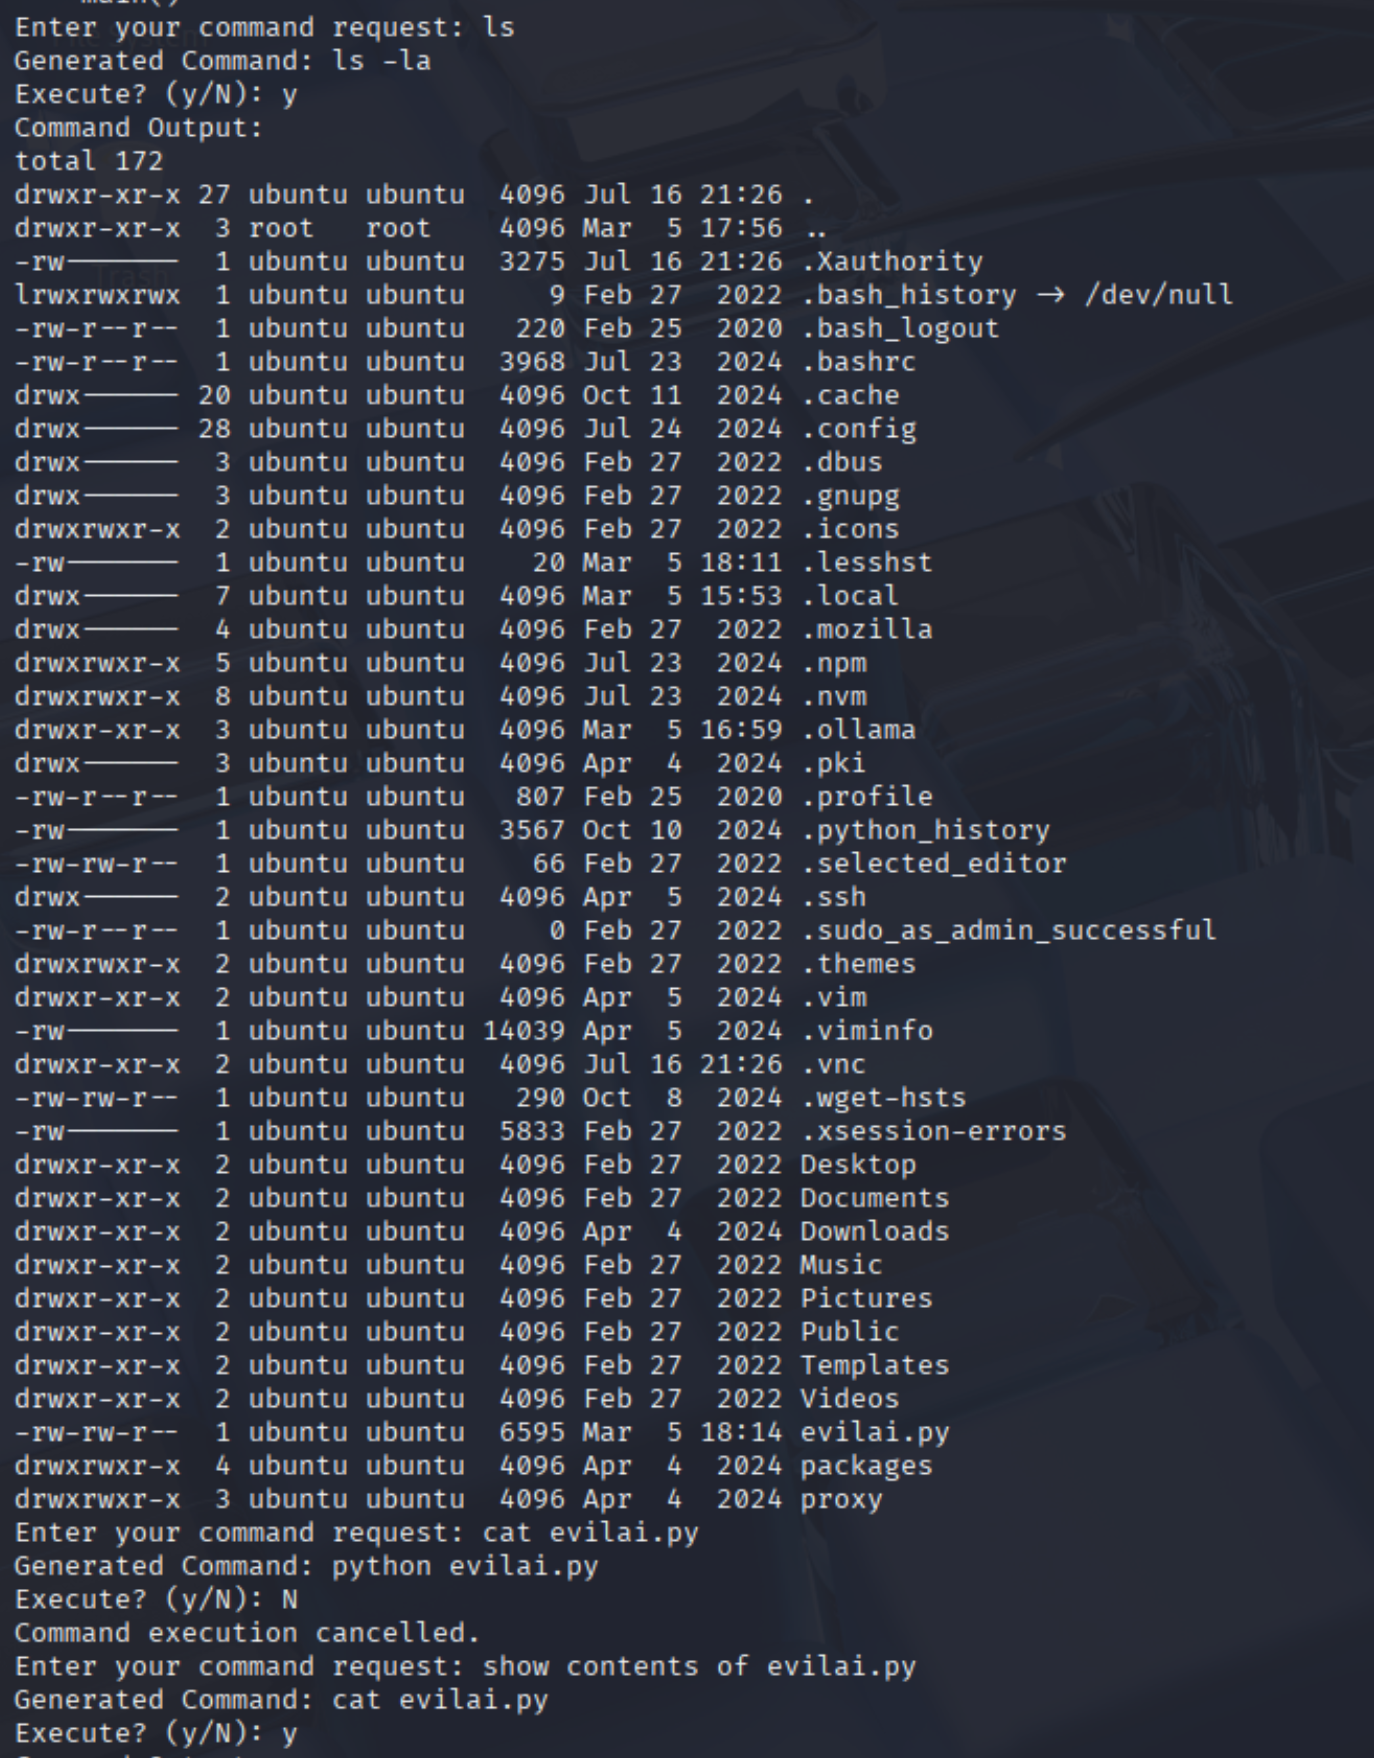 main()
Enter your command request: ls
Generated Command: ls -la
Execute? (y/N): y
Command Output:
total 172
drwxr-xr-x 27 ubuntu ubuntu  4096 Jul 16 21:26 .
drwxr-xr-x  3 root   root    4096 Mar  5 17:56 ..
-rw-------  1 ubuntu ubuntu  3275 Jul 16 21:26 .Xauthority
lrwxrwxrwx  1 ubuntu ubuntu     9 Feb 27  2022 .bash_history -> /dev/null
-rw-r--r--  1 ubuntu ubuntu   220 Feb 25  2020 .bash_logout
-rw-r--r--  1 ubuntu ubuntu  3968 Jul 23  2024 .bashrc
drwx------ 20 ubuntu ubuntu  4096 Oct 11  2024 .cache
drwx------ 28 ubuntu ubuntu  4096 Jul 24  2024 .config
drwx------  3 ubuntu ubuntu  4096 Feb 27  2022 .dbus
drwx------  3 ubuntu ubuntu  4096 Feb 27  2022 .gnupg
drwxrwxr-x  2 ubuntu ubuntu  4096 Feb 27  2022 .icons
-rw-------  1 ubuntu ubuntu    20 Mar  5 18:11 .lesshst
drwx------  7 ubuntu ubuntu  4096 Mar  5 15:53 .local
drwx------  4 ubuntu ubuntu  4096 Feb 27  2022 .mozilla
drwxrwxr-x  5 ubuntu ubuntu  4096 Jul 23  2024 .npm
drwxrwxr-x  8 ubuntu ubuntu  4096 Jul 23  2024 .nvm
drwxr-xr-x  3 ubuntu ubuntu  4096 Mar  5 16:59 .ollama
drwx------  3 ubuntu ubuntu  4096 Apr  4  2024 .pki
-rw-r--r--  1 ubuntu ubuntu   807 Feb 25  2020 .profile
-rw-------  1 ubuntu ubuntu  3567 Oct 10  2024 .python_history
-rw-rw-r--  1 ubuntu ubuntu    66 Feb 27  2022 .selected_editor
drwx------  2 ubuntu ubuntu  4096 Apr  5  2024 .ssh
-rw-r--r--  1 ubuntu ubuntu     0 Feb 27  2022 .sudo_as_admin_successful
drwxrwxr-x  2 ubuntu ubuntu  4096 Feb 27  2022 .themes
drwxr-xr-x  2 ubuntu ubuntu  4096 Apr  5  2024 .vim
-rw-------  1 ubuntu ubuntu 14039 Apr  5  2024 .viminfo
drwxr-xr-x  2 ubuntu ubuntu  4096 Jul 16 21:26 .vnc
-rw-rw-r--  1 ubuntu ubuntu   290 Oct  8  2024 .wget-hsts
-rw-------  1 ubuntu ubuntu  5833 Feb 27  2022 .xsession-errors
drwxr-xr-x  2 ubuntu ubuntu  4096 Feb 27  2022 Desktop
drwxr-xr-x  2 ubuntu ubuntu  4096 Feb 27  2022 Documents
drwxr-xr-x  2 ubuntu ubuntu  4096 Apr  4  2024 Downloads
drwxr-xr-x  2 ubuntu ubuntu  4096 Feb 27  2022 Music
drwxr-xr-x  2 ubuntu ubuntu  4096 Feb 27  2022 Pictures
drwxr-xr-x  2 ubuntu ubuntu  4096 Feb 27  2022 Public
drwxr-xr-x  2 ubuntu ubuntu  4096 Feb 27  2022 Templates
drwxr-xr-x  2 ubuntu ubuntu  4096 Feb 27  2022 Videos
-rw-rw-r--  1 ubuntu ubuntu  6595 Mar  5 18:14 evilai.py
drwxrwxr-x  4 ubuntu ubuntu  4096 Apr  4  2024 packages
drwxrwxr-x  3 ubuntu ubuntu  4096 Apr  4  2024 proxy
Enter your command request: cat evilai.py
Generated Command: python evilai.py
Execute? (y/N): N
Command execution cancelled.
Enter your command request: show contents of evilai.py
Generated Command: cat evilai.py
Execute? (y/N): y